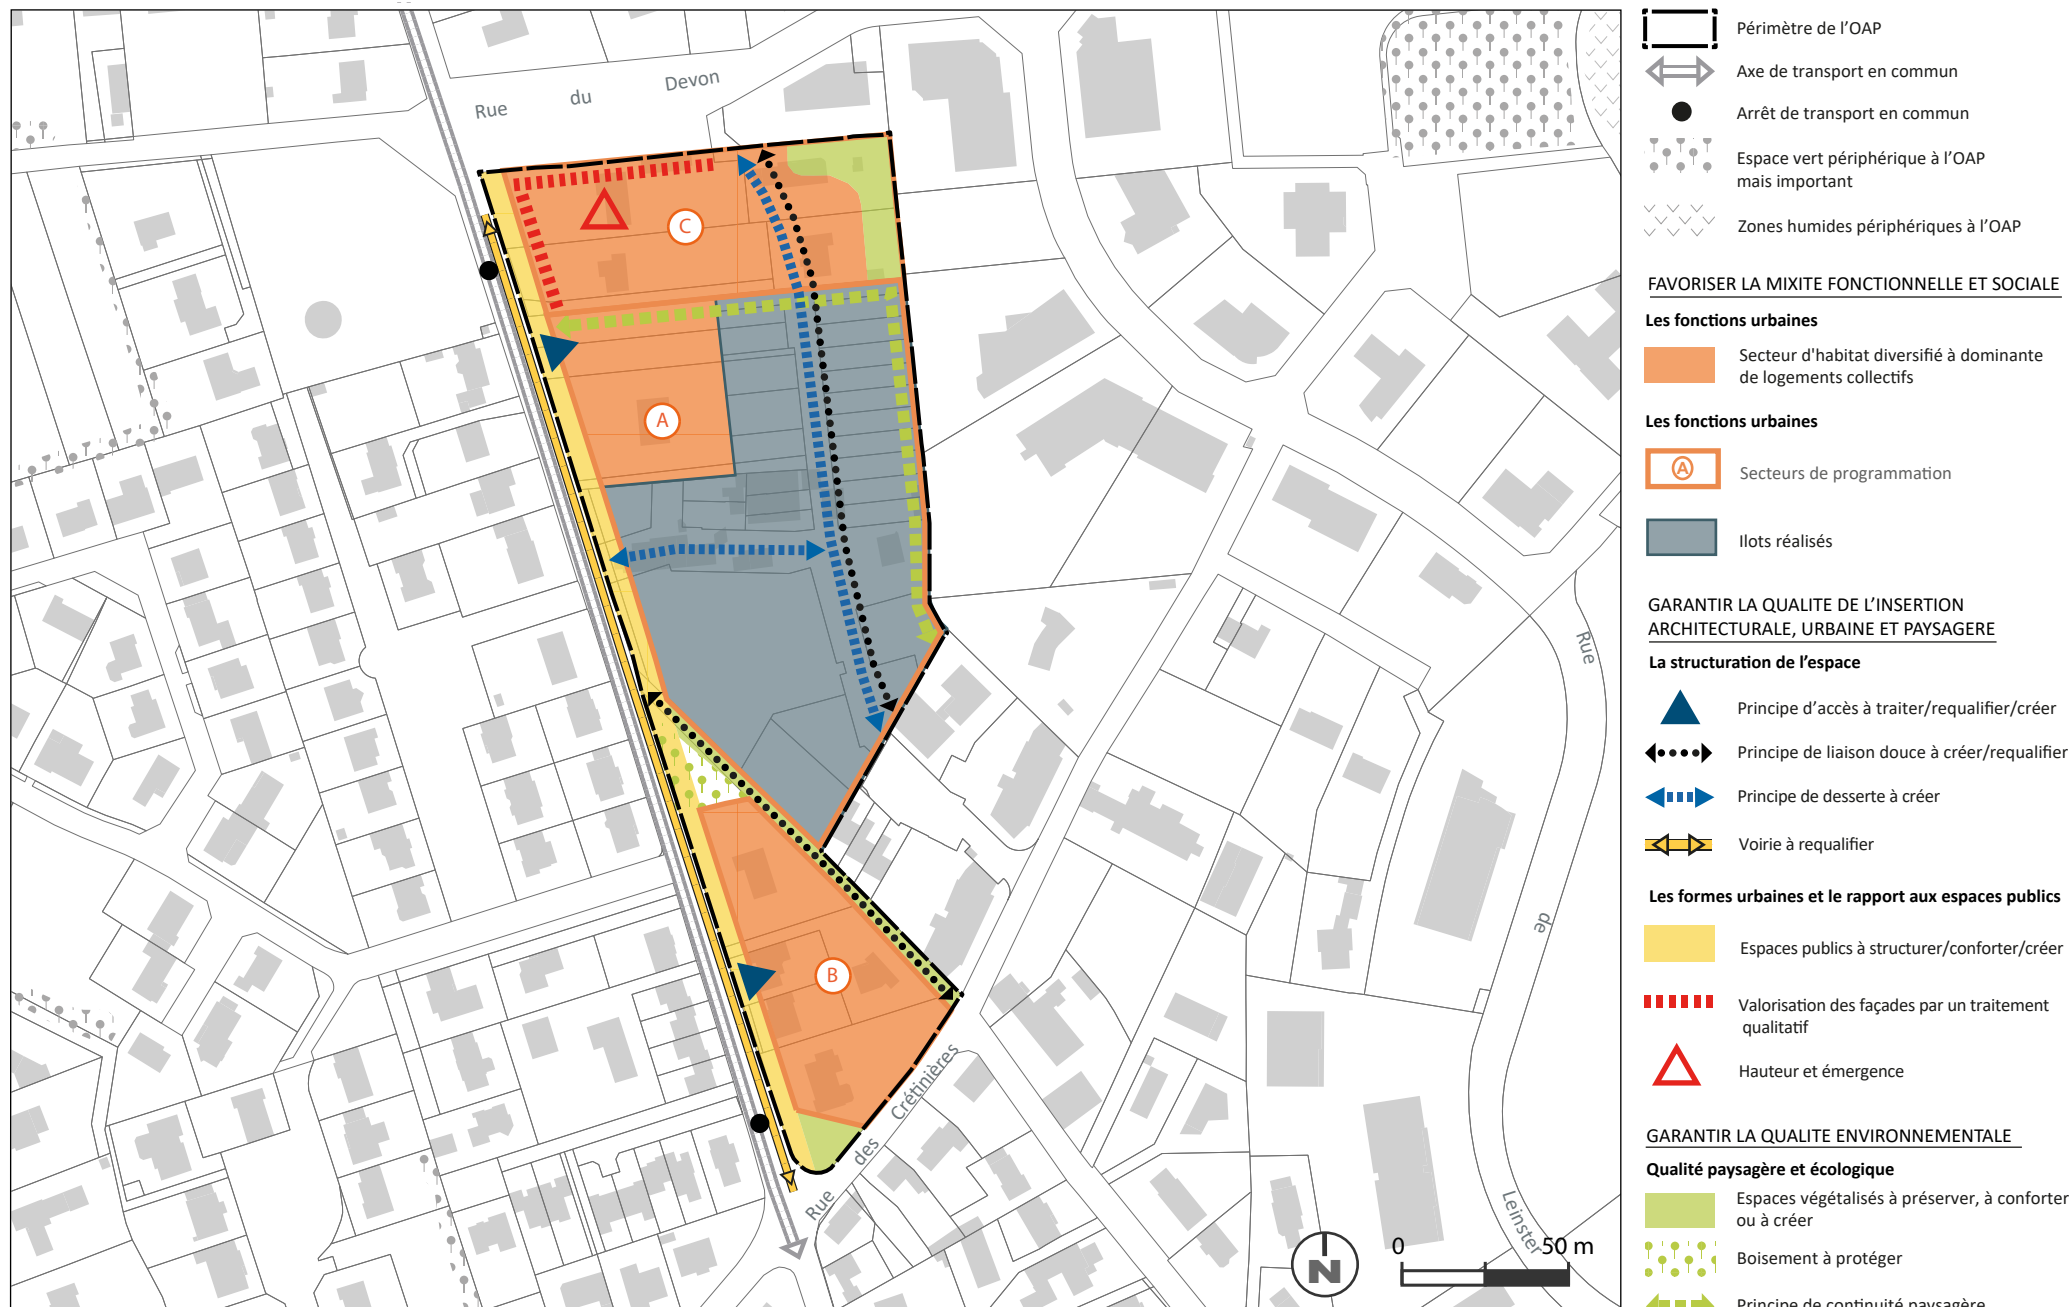 Rue du Devon
C
A
B
Rue des Crétinières
Rue de Leinster
N
0 50 m
Périmètre de l’OAP
Axe de transport en commun
Arrêt de transport en commun
Espace vert périphérique à l’OAP
mais important
Zones humides périphériques à l’OAP
FAVORISER LA MIXITE FONCTIONNELLE ET SOCIALE
Les fonctions urbaines
Secteur d'habitat diversifié à dominante
de logements collectifs
Les fonctions urbaines
A
Secteurs de programmation
Ilots réalisés
GARANTIR LA QUALITE DE L’INSERTION
ARCHITECTURALE, URBAINE ET PAYSAGERE
La structuration de l’espace
Principe d’accès à traiter/requalifier/créer
Principe de liaison douce à créer/requalifier
Principe de desserte à créer
Voirie à requalifier
Les formes urbaines et le rapport aux espaces publics
Espaces publics à structurer/conforter/créer
Valorisation des façades par un traitement
qualitatif
Hauteur et émergence
GARANTIR LA QUALITE ENVIRONNEMENTALE
Qualité paysagère et écologique
Espaces végétalisés à préserver, à conforter
ou à créer
Boisement à protéger
Principe de continuité paysagère